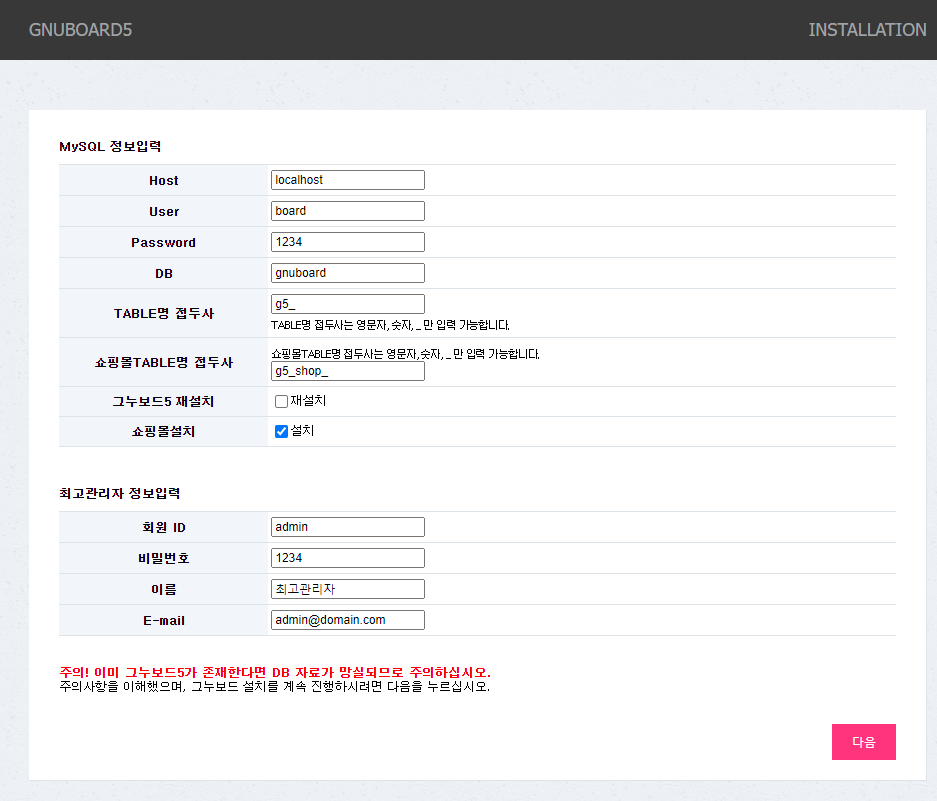 GNUBOARD5
INSTALLATION
MySQL 정보입력
Host
localhost
User
board
Password
1234
DB
gnuboard
TABLE명 접두사
g5_
TABLE명 접두사는 영문자, 숫자, _ 만 입력 가능합니다.
쇼핑몰TABLE명 접두사
쇼핑몰TABLE명 접두사는 영문자, 숫자, _ 만 입력 가능합니다.
g5_shop_
그누보드5 재설치
재설치
쇼핑몰설치
설치
최고관리자 정보입력
회원 ID
admin
비밀번호
1234
이름
최고관리자
E-mail
admin@domain.com
주의! 이미 그누보드5가 존재한다면 DB 자료가 망실되므로 주의하십시오.
주의사항을 이해했으며, 그누보드 설치를 계속 진행하시려면 다음을 누르십시오.
다음